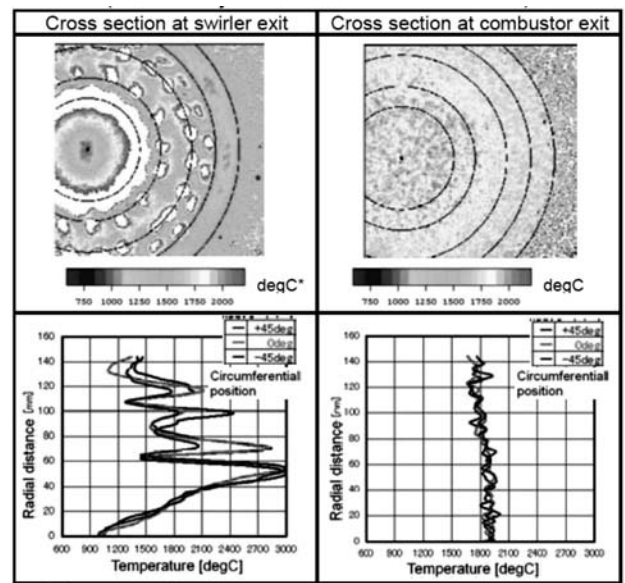 Cross section at swirler exit
Cross section at combustor exit
degC*
750 1000 1250 1500 1750 2000
degC
750 1000 1250 1500 1750 2000
+45deg
0deg
-45deg
Circumferential
position
160
140
120
100
80
60
40
20
0
Radial distance [mm]
600 900 1200 1500 1800 2100 2400 2700 3000
Temperature [degC]
+45deg
0deg
-45deg
Circumferentiall
position
160
140
120
100
80
60
40
20
0
Radial distance [mm]
600 900 1200 1500 1800 2100 2400 2700 3000
Temperature [degC]